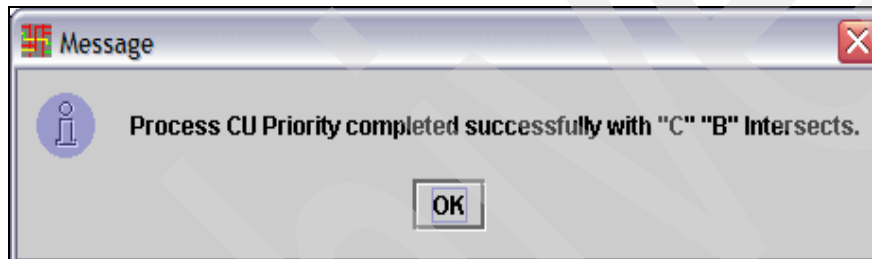 Message
Process CU Priority completed successfully with "C" "B" Intersects.
OK